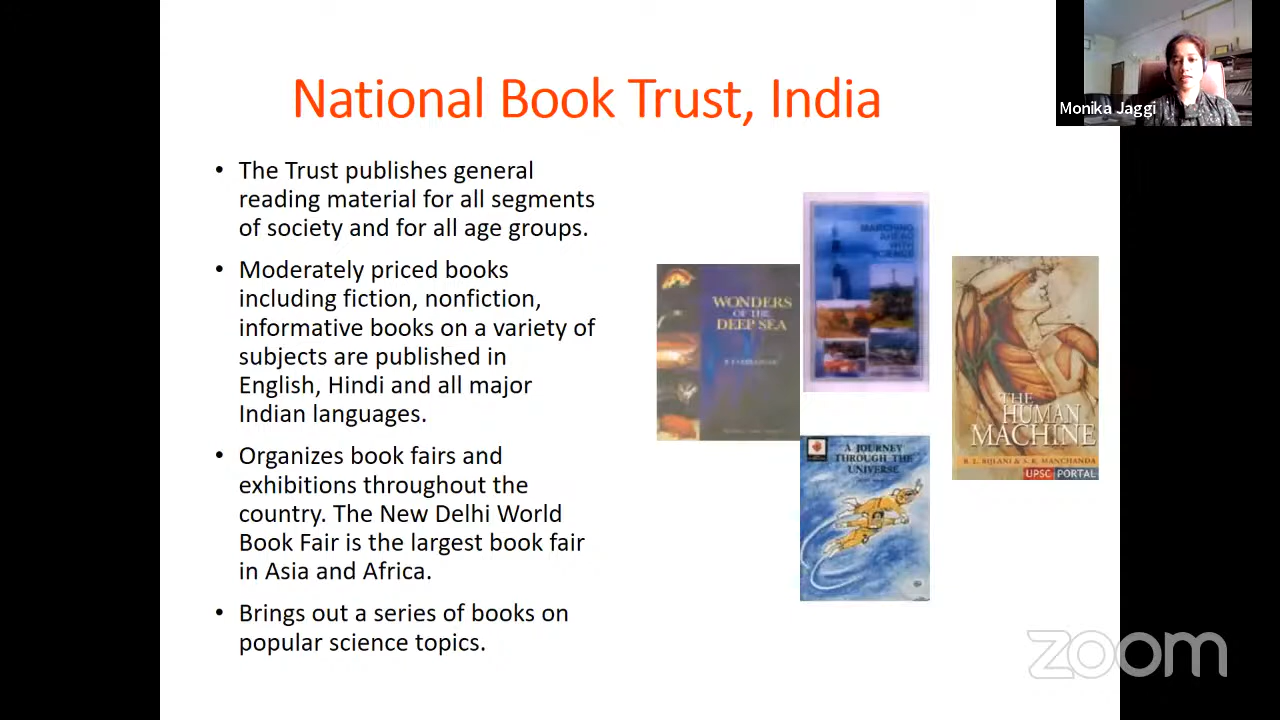 National Book Trust, India
Monika Jaggi
• The Trust publishes general
reading material for all segments
of society and for all age groups.
• Moderately priced books
including fiction, nonfiction,
informative books on a variety of
subjects are published in
English, Hindi and all major
Indian languages.
• Organizes book fairs and
exhibitions throughout the
country. The New Delhi World
Book Fair is the largest book fair
in Asia and Africa.
• Brings out a series of books on
popular science topics.
MARCHING
AHEAD
WITH
SCIENCE
WONDERS
OF THE
DEEP SEA
THE
HUMAN
MACHINE
R. L. BIJLANI & S. K. MANCHANDA
UPSC PORTAL
A JOURNEY
THROUGH THE
UNIVERSE
zoom